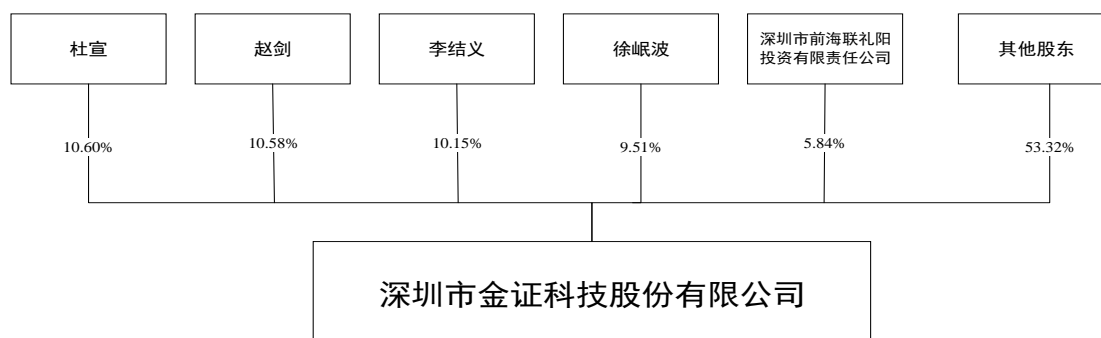 杜宣
赵剑
李结义
徐岷波
深圳市前海联礼阳
投资有限责任公司
其他股东
10.60%
10.58%
10.15%
9.51%
5.84%
53.32%
深圳市金证科技股份有限公司